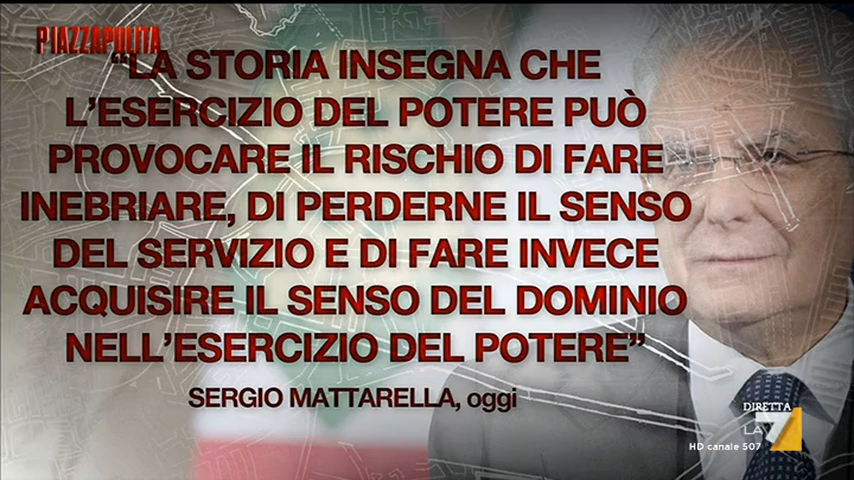 PIAZZAPULITA
“LA STORIA INSEGNA CHE
L’ESERCIZIO DEL POTERE PUÒ
PROVOCARE IL RISCHIO DI FARE
INEBRIARE, DI PERDERNE IL SENSO
DEL SERVIZIO E DI FARE INVECE
ACQUISIRE IL SENSO DEL DOMINIO
NELL’ESERCIZIO DEL POTERE”
SERGIO MATTARELLA, oggi
DIRETTA
LA 7
HD canale 507